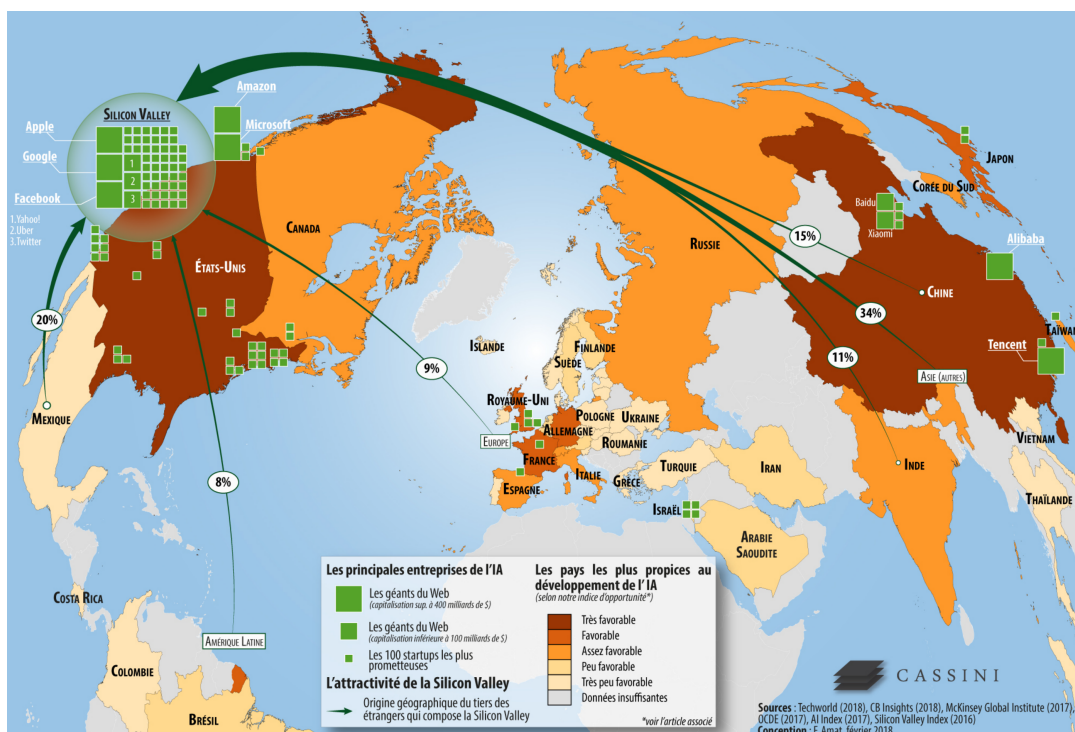 Amazon
SILICON VALLEY
Apple
Microsoft
1
Google
2
Facebook
3
1.Yahoo!
2.Uber
3.Twitter
JAPON
CORÉE DU SUD
Baidu
Xiaomi
CANADA
RUSSIE
15%
Alibaba
ÉTATS-UNIS
CHINE
20%
34%
TAÏWAN
ISLANDE
FINLANDE
SUÈDE
11%
Tencent
9%
ASIE (AUTRES)
ROYAUME-UNI
MEXIQUE
POLOGNE
UKRAINE
ALLEMAGNE
EUROPE
ROUMANIE
VIETNAM
FRANCE
TURQUIE
INDE
IRAN
ITALIE
GRÈCE
8%
ESPAGNE
THAÏLANDE
ISRAËL
ARABIE
SAOUDITE
COSTA RICA
AMÉRIQUE LATINE
COLOMBIE
BRÉSIL
Les principales entreprises de l'IA
Les géants du Web
(capitalisation sup. à 400 milliards de $)
Les géants du Web
(capitalisation inférieure à 100 milliards de $)
Les 100 startups les plus
prometteuses
L'attractivité de la Silicon Valley
Origine géographique du tiers des
étrangers qui compose la Silicon Valley
Les pays les plus propices au
développement de l' IA
(selon notre indice d'opportunité*)
Très favorable
Favorable
Assez favorable
Peu favorable
Très peu favorable
Données insuffisantes
*voir l'article associé
CASSINI
Sources : Techworld (2018), CB Insights (2018), McKinsey Global Institute (2017),
OCDE (2017), AI Index (2017), Silicon Valley Index (2016)
Conception : F. Amat, février 2018